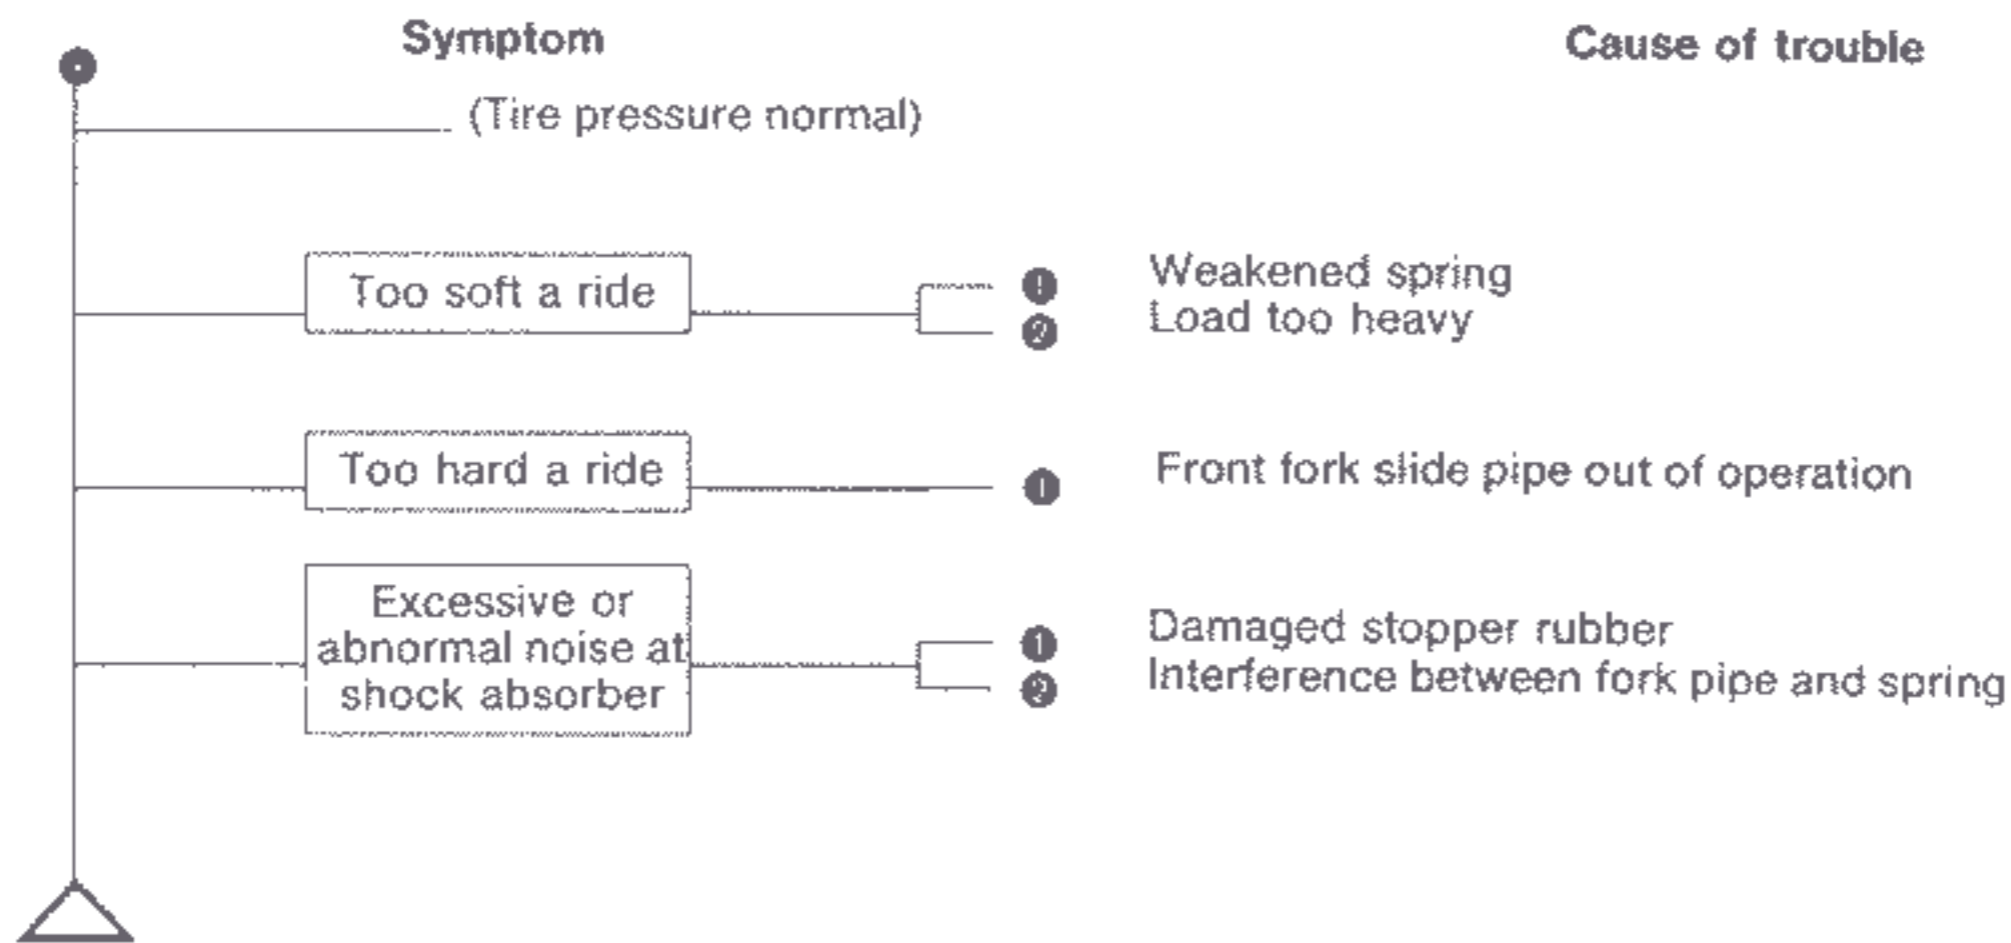 Symptom
Cause of trouble
(Tire pressure normal)
Too soft a ride
1 Weakened spring
2 Load too heavy
Too hard a ride
1 Front fork slide pipe out of operation
Excessive or
abnormal noise at
shock absorber
1 Damaged stopper rubber
2 Interference between fork pipe and spring